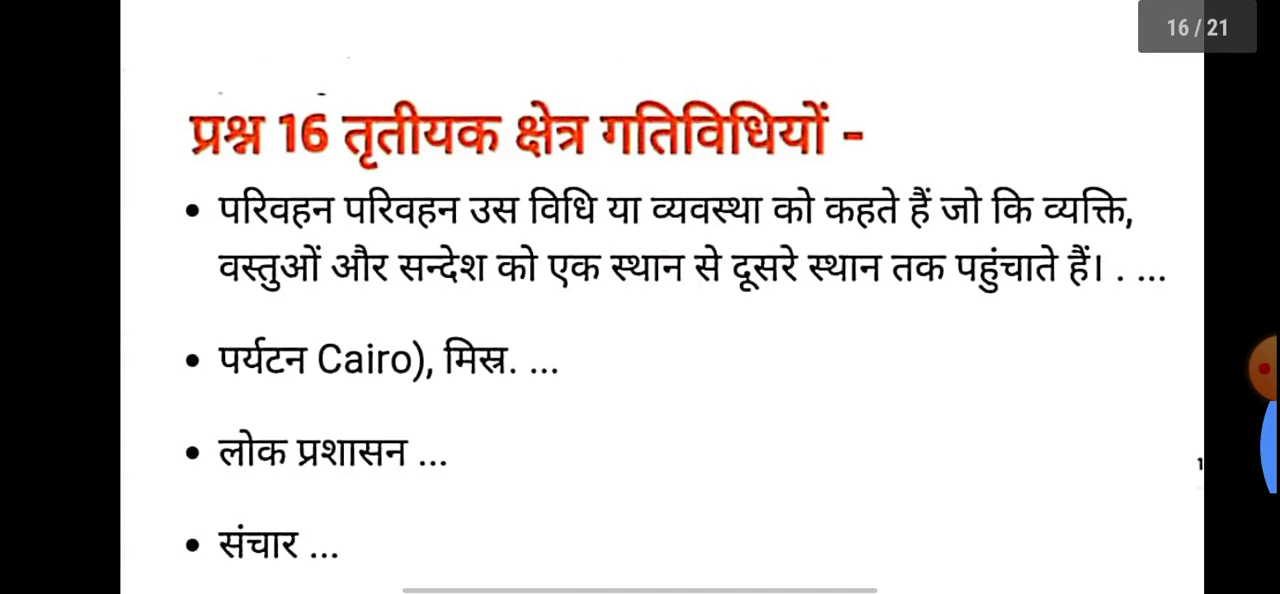 16 / 21
प्रश्न 16 तृतीयक क्षेत्र गतिविधियों -
• परिवहन परिवहन उस विधि या व्यवस्था को कहते हैं जो कि व्यक्ति,
वस्तुओं और सन्देश को एक स्थान से दूसरे स्थान तक पहुंचाते हैं। . ...
• पर्यटन Cairo), मिस्र. ...
• लोक प्रशासन ...
• संचार ...